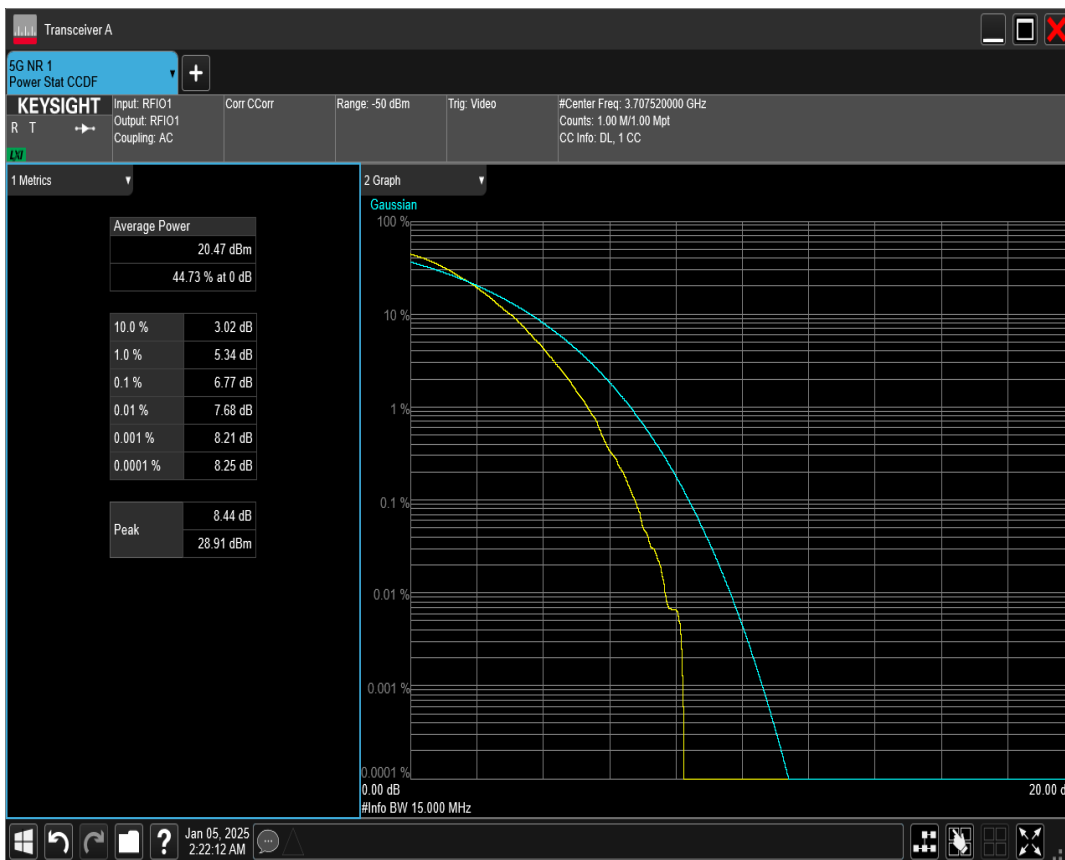 Transceiver A
5G NR 1
Power Stat CCDF
KEYSIGHT
R T
LXI
Input: RFIO1
Output: RFIO1
Coupling: AC
Corr CCorr
Range: -50 dBm
Trig: Video
#Center Freq: 3.707520000 GHz
Counts: 1.00 M/1.00 Mpt
CC Info: DL, 1 CC
1 Metrics
Average Power
20.47 dBm
44.73 % at 0 dB
10.0 % 3.02 dB
1.0 % 5.34 dB
0.1 % 6.77 dB
0.01 % 7.68 dB
0.001 % 8.21 dB
0.0001 % 8.25 dB
Peak
8.44 dB
28.91 dBm
2 Graph
Gaussian
100 %
10 %
1 %
0.1 %
0.01 %
0.001 %
0.0001 %
0.00 dB
20.00 d
#Info BW 15.000 MHz
Jan 05, 2025
2:22:12 AM